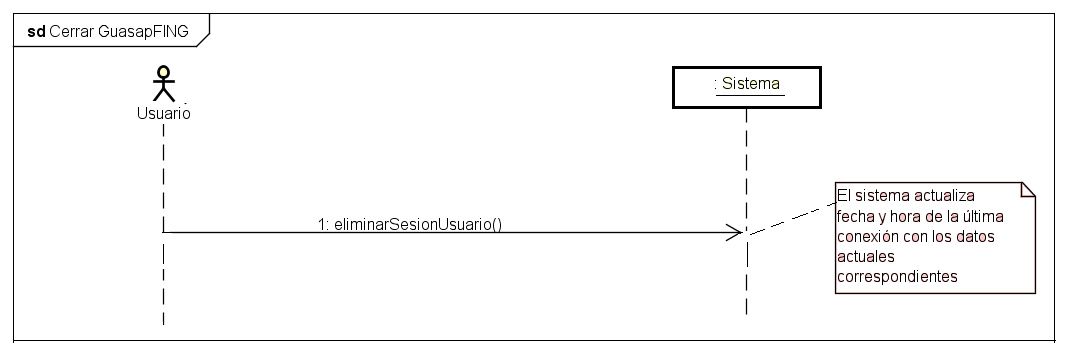 sd Cerrar GuasapFING
Usuario
: Sistema
1: eliminarSesionUsuario()
El sistema actualiza
fecha y hora de la última
conexión con los datos
actuales
correspondientes